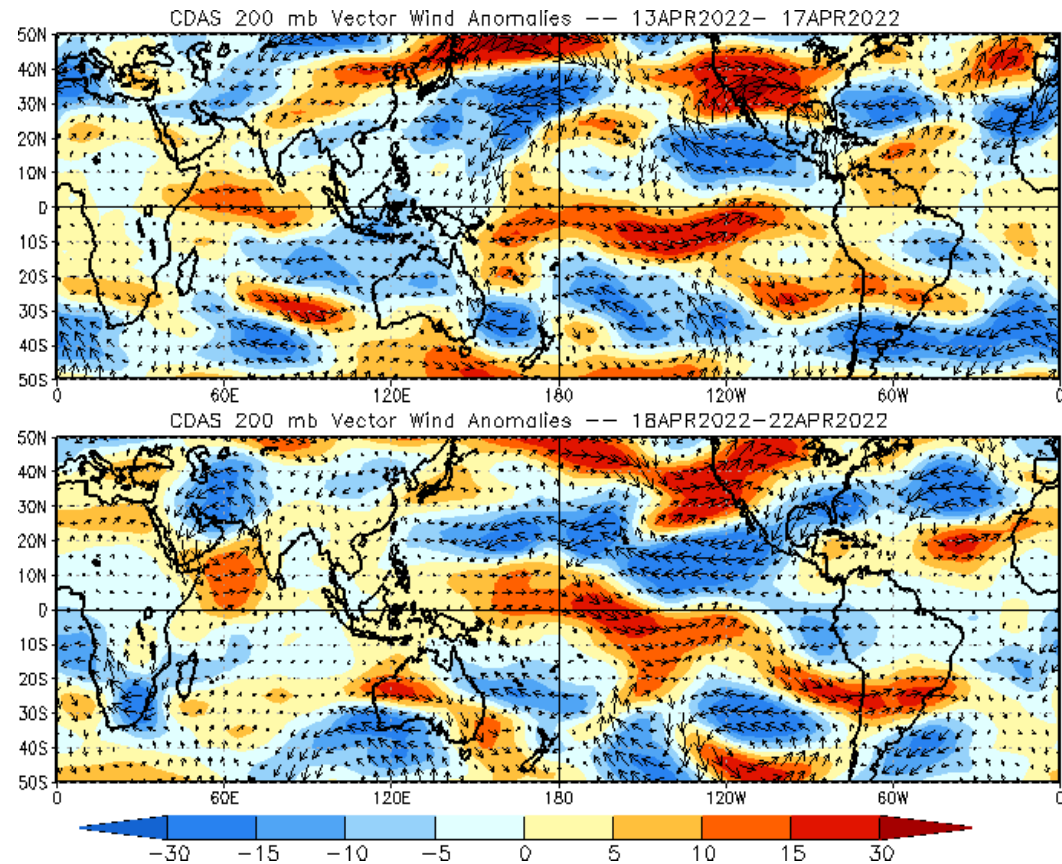 CDAS 200 mb Vector Wind Anomalies -- 13APR2022- 17APR2022
50N
40N
30N
20N
10N
0
10S
20S
30S
40S
50S
0 60E 120E 180 120W 60W 0
CDAS 200 mb Vector Wind Anomalies -- 18APR2022-22APR2022
50N
40N
30N
20N
10N
0
10S
20S
30S
40S
50S
0 60E 120E 180 120W 60W 0
-30 -15 -10 -5 0 5 10 15 30